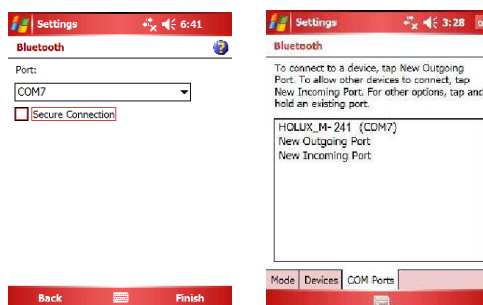 Settings 6:41
Bluetooth
Port:
COM7
Secure Connection
Back Finish
Settings 3:28
Bluetooth
To connect to a device, tap New Outgoing
Port. To allow other devices to connect, tap
New Incoming Port. For other options, tap and
hold an existing port.
HOLUX_M-241 (COM7)
New Outgoing Port
New Incoming Port
Mode Devices COM Ports